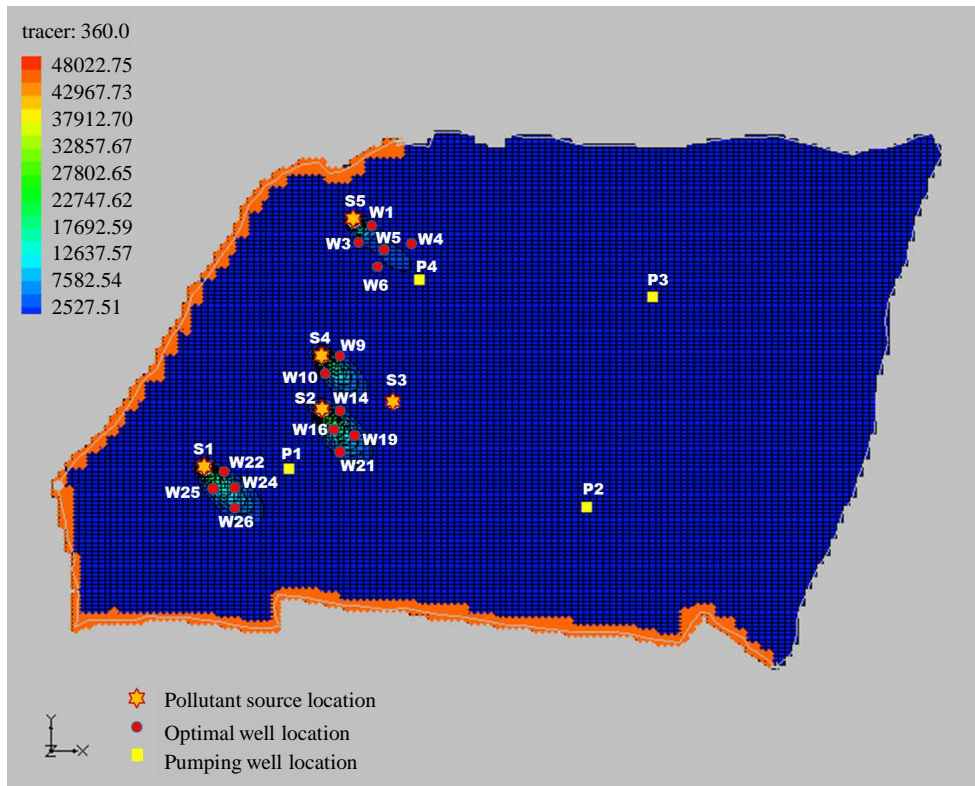 tracer: 360.0
48022.75
42967.73
37912.70
32857.67
27802.65
22747.62
17692.59
12637.57
7582.54
2527.51
S5
W1
W3
W5
W4
W6
P4
P3
S4
W9
W10
S3
S2
W14
W16
W19
W21
S1
W22
P1
W25
W24
W26
P2
Pollutant source location
Optimal well location
Pumping well location
Y
Z
X